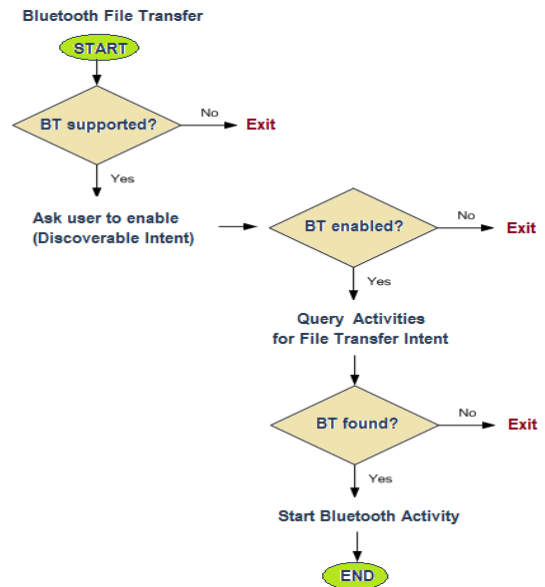 Bluetooth File Transfer
START
BT supported?
No
Exit
Yes
Ask user to enable
(Discoverable Intent)
BT enabled?
No
Exit
Yes
Query Activities
for File Transfer Intent
BT found?
No
Exit
Yes
Start Bluetooth Activity
END